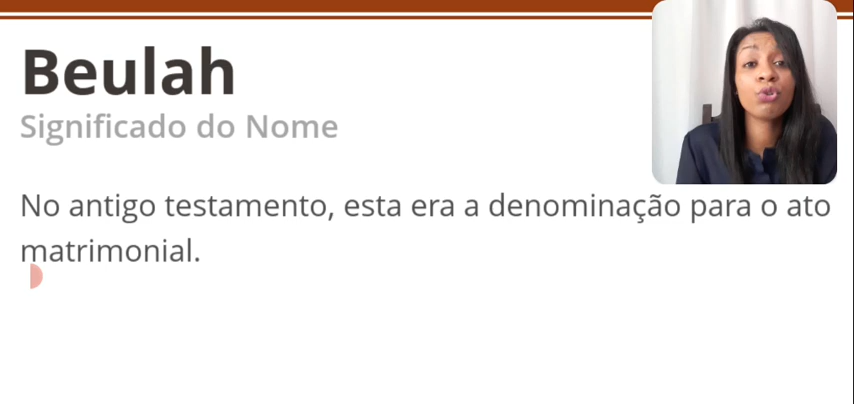 Beulah
Significado do Nome
No antigo testamento, esta era a denominação para o ato
matrimonial.